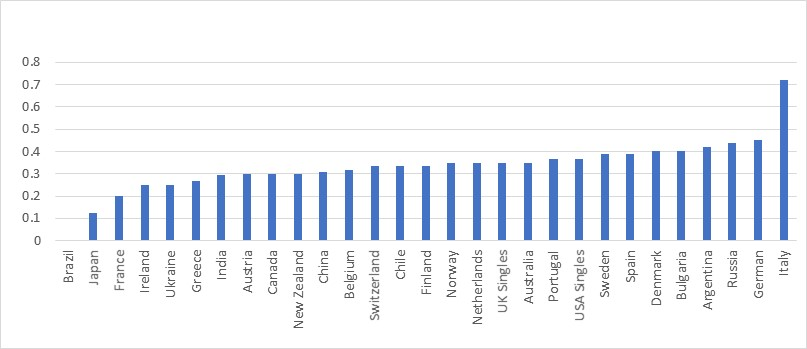 0.8
0.7
0.6
0.5
0.4
0.3
0.2
0.1
0
Brazil
Japan
France
Ireland
Ukraine
Greece
India
Austria
Canada
New Zealand
China
Belgium
Switzerland
Chile
Finland
Norway
Netherlands
UK Singles
Australia
Portugal
USA Singles
Sweden
Spain
Denmark
Bulgaria
Argentina
Russia
German
Italy